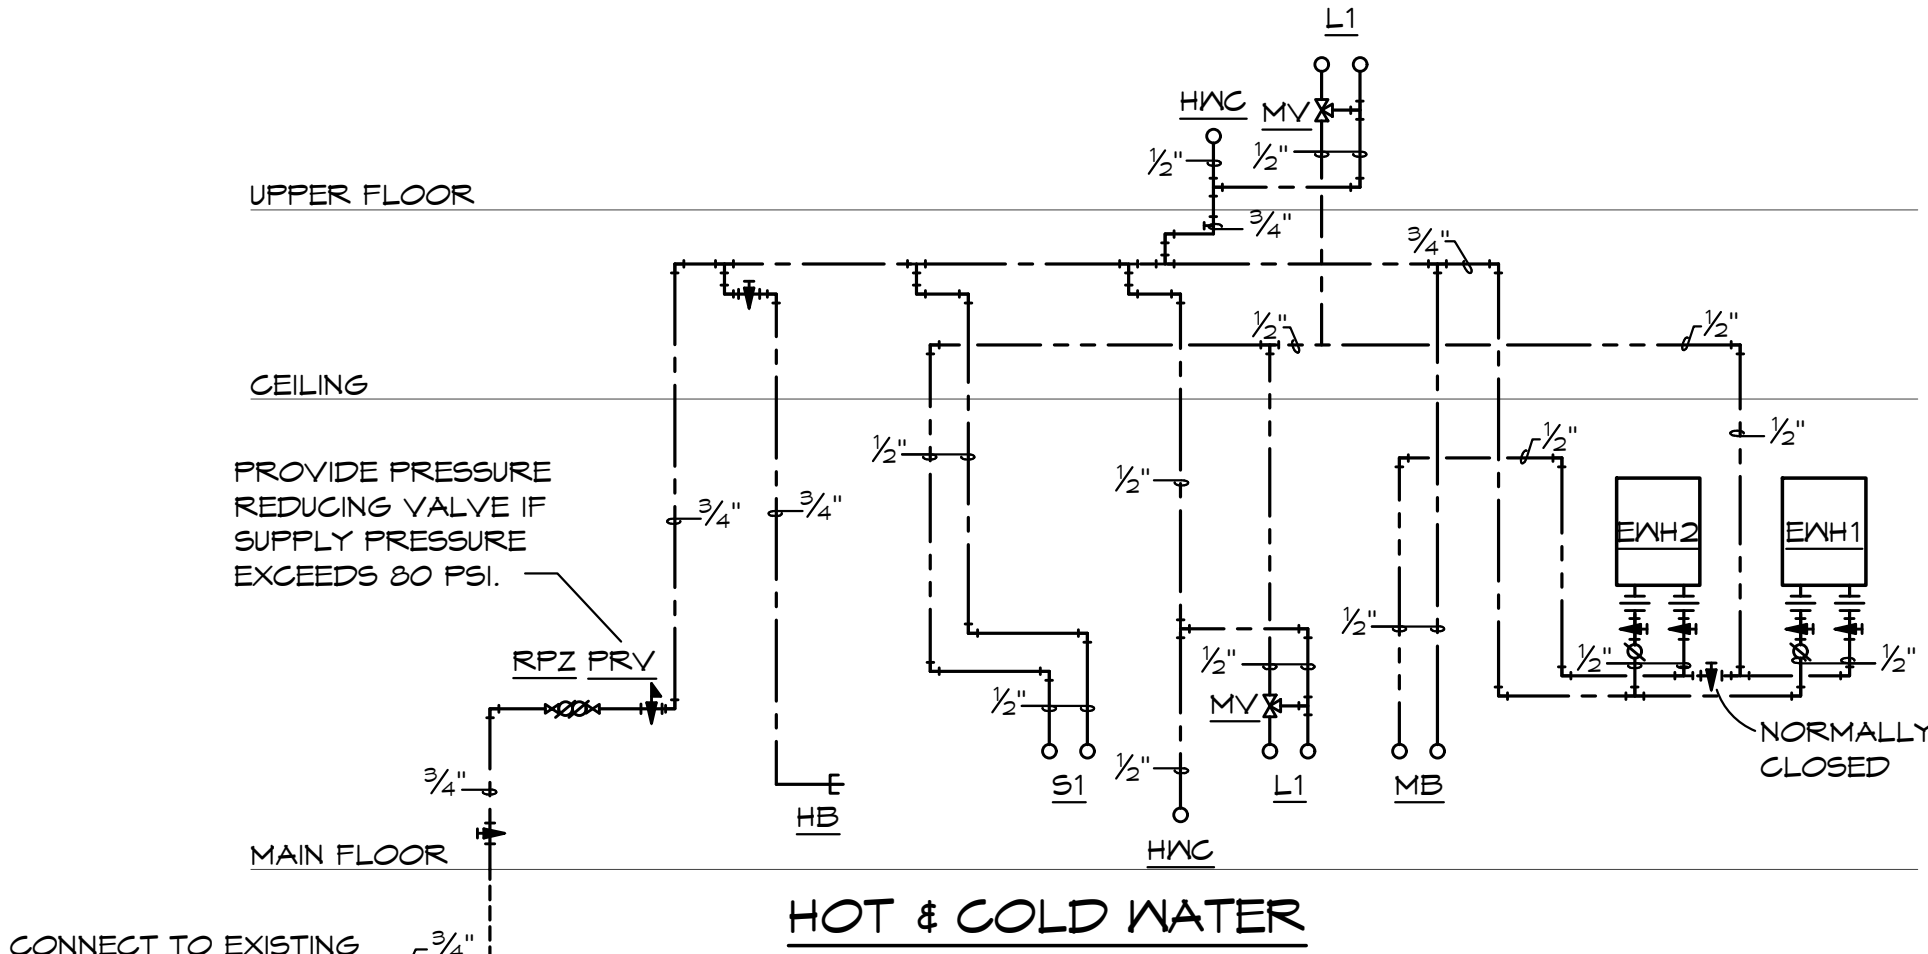 L1
HWC
MV
1/2"
1/2"
UPPER FLOOR
3/4"
3/4"
1/2"
1/2"
CEILING
1/2"
1/2"
1/2"
PROVIDE PRESSURE
REDUCING VALVE IF
SUPPLY PRESSURE
EXCEEDS 80 PSI.
3/4"
3/4"
1/2"
EWH2
EWH1
1/2"
RPZ
PRV
1/2"
1/2"
1/2"
1/2"
MV
NORMALLY
CLOSED
3/4"
1/2"
S1
L1
MB
HB
HWC
MAIN FLOOR
HOT & COLD WATER
CONNECT TO EXISTING
3/4"